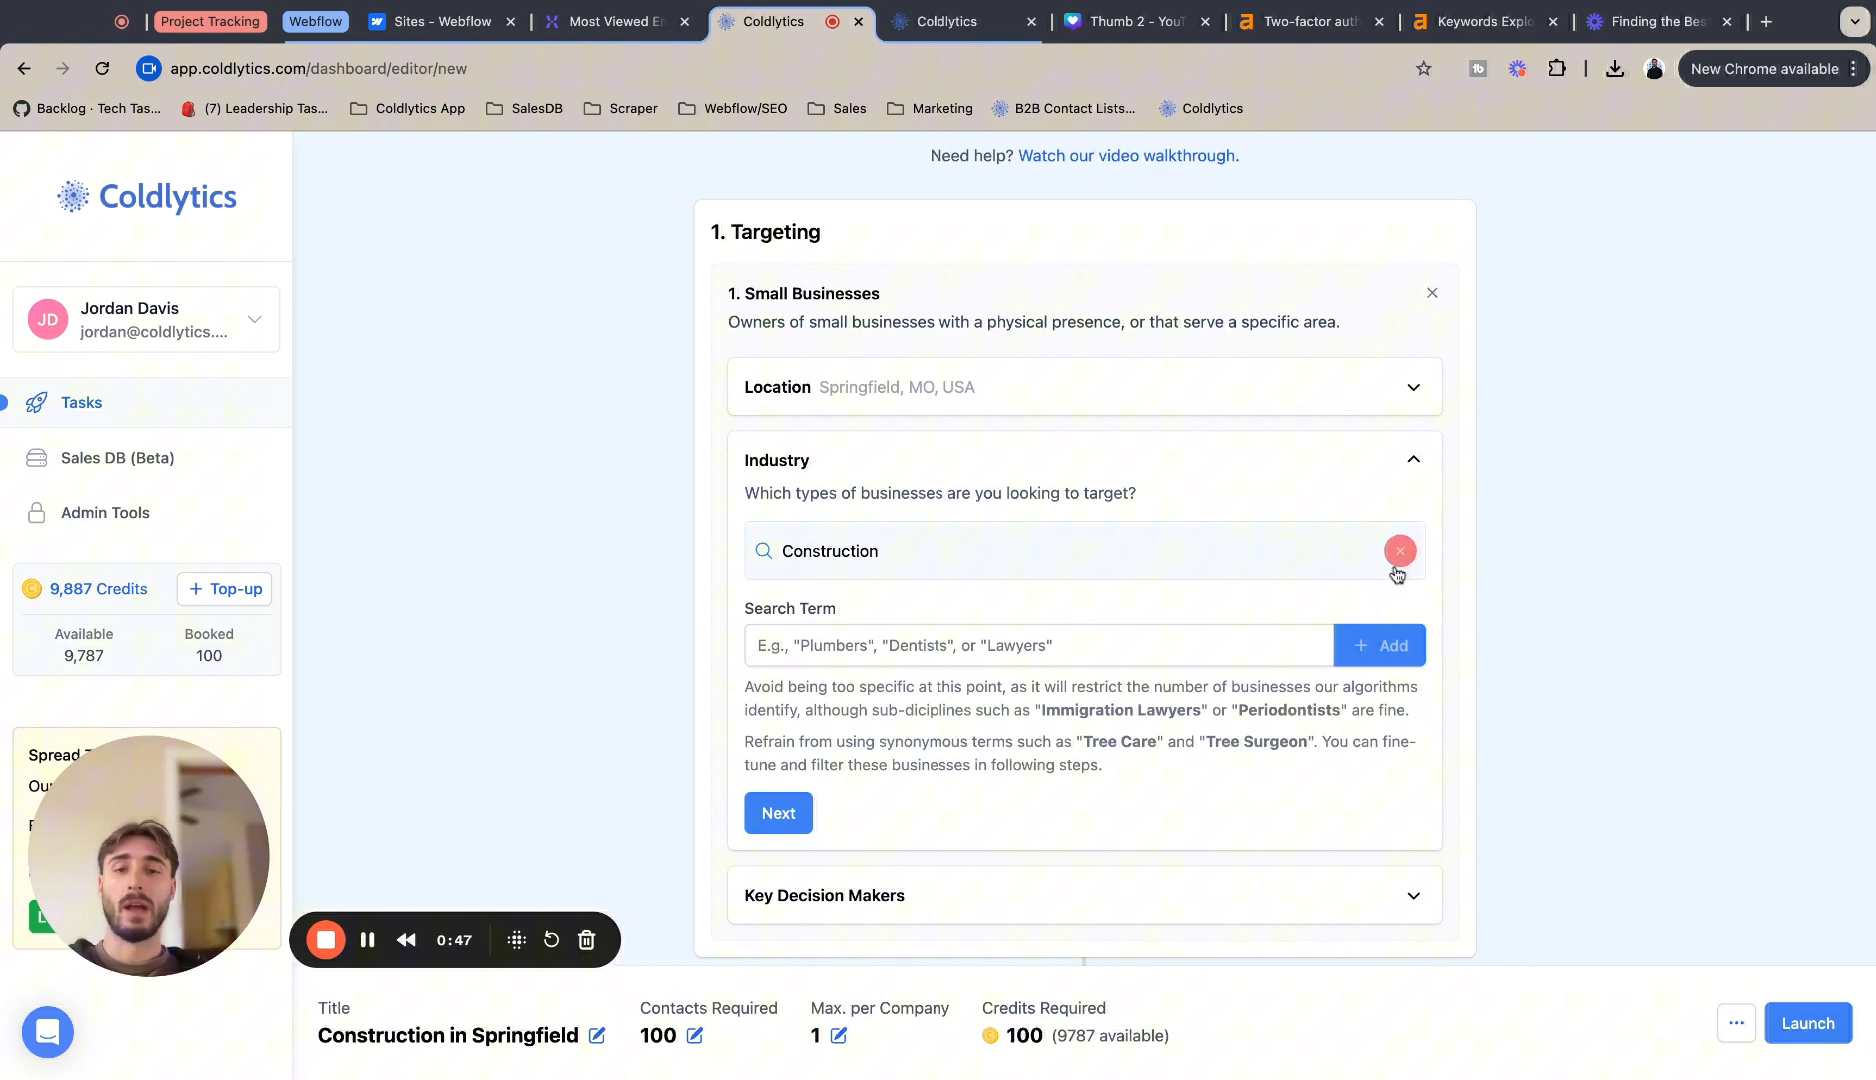 Project Tracking
Webflow
Sites - Webflow
Most Viewed En
Coldlytics
Coldlytics
Thumb 2 - YouT
Two-factor auth
Keywords Explo
Finding the Bes
app.coldlytics.com/dashboard/editor/new
tb
New Chrome available
Backlog · Tech Tas...
(7) Leadership Tas...
Coldlytics App
SalesDB
Scraper
Webflow/SEO
Sales
Marketing
B2B Contact Lists...
Coldlytics
Coldlytics
JD
Jordan Davis
jordan@coldlytics....
Tasks
Sales DB (Beta)
Admin Tools
9,887 Credits
+ Top-up
Available
9,787
Booked
100
Spread
Our
Need help? Watch our video walkthrough.
1. Targeting
1. Small Businesses
Owners of small businesses with a physical presence, or that serve a specific area.
Location Springfield, MO, USA
Industry
Which types of businesses are you looking to target?
Construction
Search Term
E.g., "Plumbers", "Dentists", or "Lawyers"
+ Add
Avoid being too specific at this point, as it will restrict the number of businesses our algorithms
identify, although sub-diciplines such as "Immigration Lawyers" or "Periodontists" are fine.
Refrain from using synonymous terms such as "Tree Care" and "Tree Surgeon". You can fine-
tune and filter these businesses in following steps.
Next
Key Decision Makers
0:47
Title
Construction in Springfield
Contacts Required
100
Max. per Company
1
Credits Required
100 (9787 available)
Launch